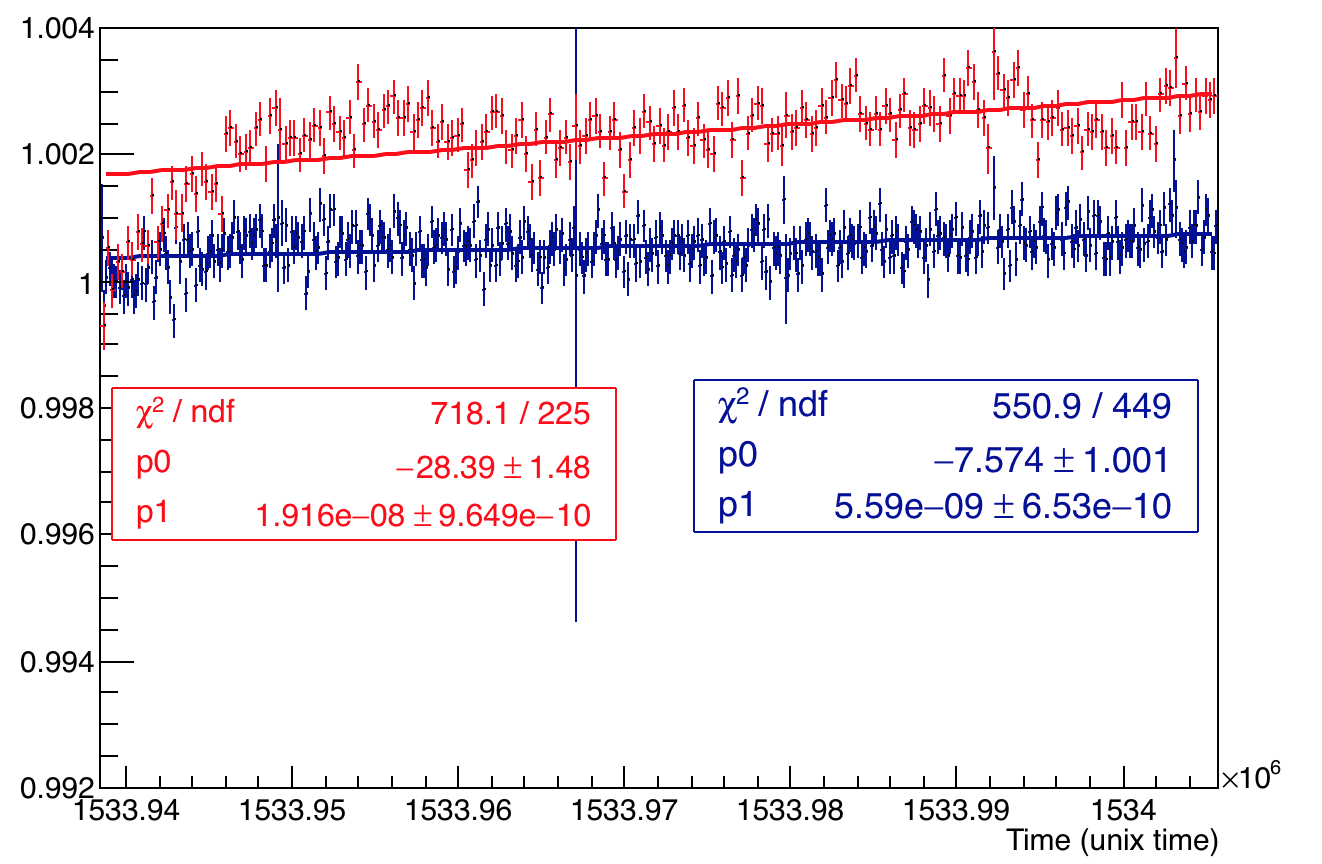 1.004
1.002
1
0.998
0.996
0.994
0.992
χ² / ndf 718.1 / 225
p0 −28.39 ± 1.48
p1 1.916e−08 ± 9.649e−10
χ² / ndf 550.9 / 449
p0 −7.574 ± 1.001
p1 5.59e−09 ± 6.53e−10
1533.94 1533.95 1533.96 1533.97 1533.98 1533.99 1534
×10⁶
Time (unix time)